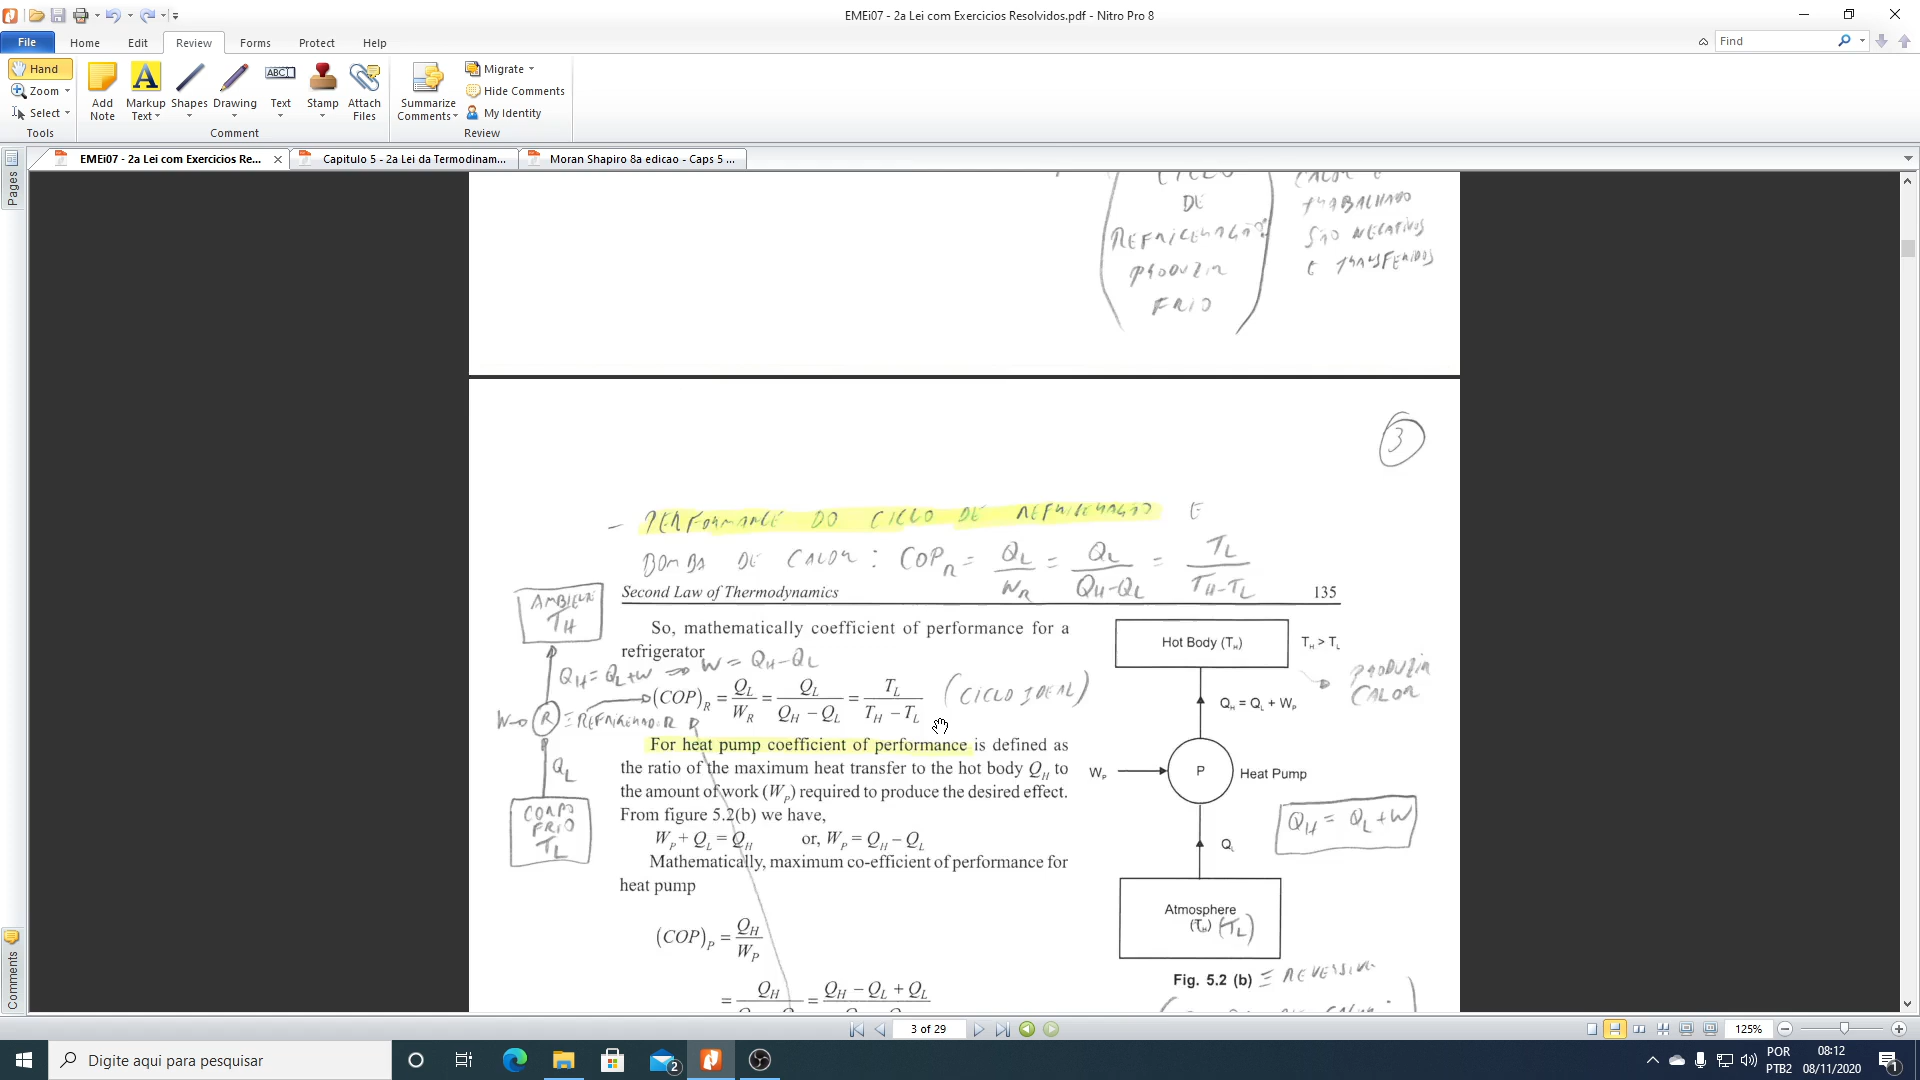 EMEi07 - 2a Lei com Exercicios Resolvidos.pdf - Nitro Pro 8
File Home Edit Review Forms Protect Help
Find
Hand
Zoom
Select
Tools
Add Note
Markup Text
Shapes
Drawing
ABC
Text
Stamp
Attach Files
Comment
Summarize Comments
Migrate
Hide Comments
My Identity
Review
EMEi07 - 2a Lei com Exercicios Re...
Capitulo 5 - 2a Lei da Termodinam...
Moran Shapiro 8a edicao - Caps 5 ...
Pages
CICLO
DE
REFRIGERAÇÃO:
PRODUZIR
FRIO
CALOR E
TRABALHADO
SÃO NEGATIVOS
E TRANSFERIDOS
3
- PERFORMANCE DO CICLO DE REFRIGERAÇÃO E
BOMBA DE CALOR: COP_R = Q_L / W_R = Q_L / (Q_H - Q_L) = T_L / (T_H - T_L)
Second Law of Thermodynamics 135
AMBIENTE
T_H
So, mathematically coefficient of performance for a
refrigerator
Q_H = Q_L + W ⇒ W = Q_H - Q_L
(COP)_R = Q_L / W_R = Q_L / (Q_H - Q_L) = T_L / (T_H - T_L) (CICLO IDEAL)
W→ R ≡ REFRIGERADOR
Q_L
CORPO
FRIO
T_L
For heat pump coefficient of performance is defined as
the ratio of the maximum heat transfer to the hot body Q_H to
the amount of work (W_P) required to produce the desired effect.
From figure 5.2(b) we have,
W_P + Q_L = Q_H or, W_P = Q_H - Q_L
Mathematically, maximum co-efficient of performance for
heat pump
(COP)_P = Q_H / W_P
= Q_H = Q_H - Q_L + Q_L
Hot Body (T_H) T_H > T_L
PRODUZIR
CALOR
Q_H = Q_L + W_P
W_P P Heat Pump
Q_H = Q_L + W
Q_L
Atmosphere
(T_H) (T_L)
Fig. 5.2 (b) ≡ REVERSIVE
Comments
3 of 29
125%
Digite aqui para pesquisar
2
POR
PTB2
08:12
08/11/2020
1